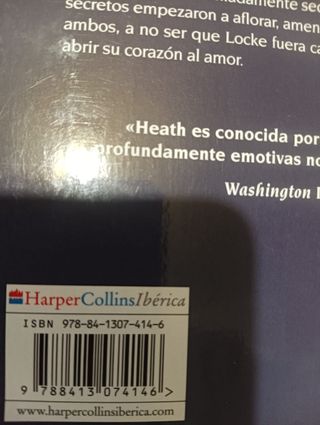 secretos empezaron a aflorar, amen
ambos, a no ser que Locke fuera ca
abrir su corazón al amor.
«Heath es conocida por
profundamente emotivas no
Washington
HarperCollins Ibérica
ISBN 978-84-1307-414-6
9 788413 074146 >
www.harpercollinsiberica.com